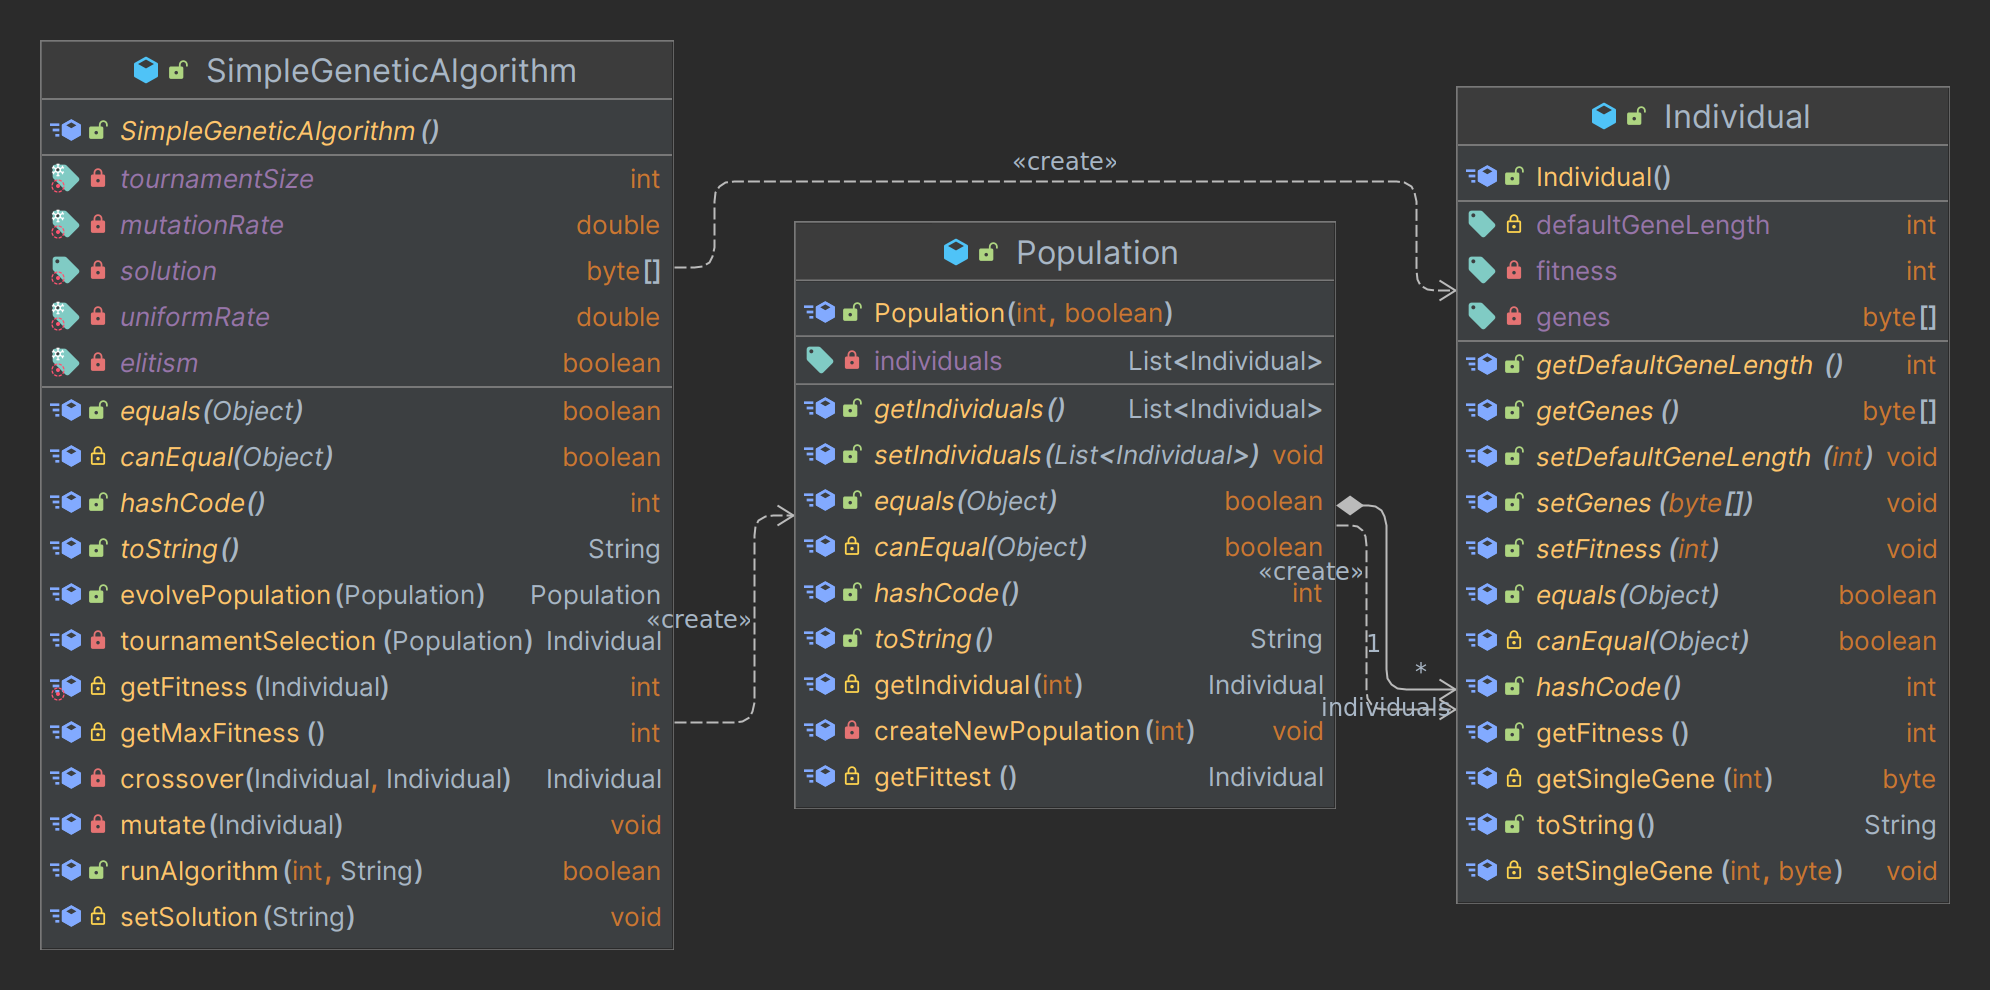 SimpleGeneticAlgorithm
SimpleGeneticAlgorithm()
tournamentSize int
mutationRate double
solution byte[]
uniformRate double
elitism boolean
equals(Object) boolean
canEqual(Object) boolean
hashCode() int
toString() String
evolvePopulation(Population) Population
tournamentSelection(Population) Individual
getFitness(Individual) int
getMaxFitness() int
crossover(Individual, Individual) Individual
mutate(Individual) void
runAlgorithm(int, String) boolean
setSolution(String) void
«create»
«create»
Population
Population(int, boolean)
individuals List<Individual>
getIndividuals() List<Individual>
setIndividuals(List<Individual>) void
equals(Object) boolean
canEqual(Object) boolean
hashCode() int
toString() String
getIndividual(int) Individual
createNewPopulation(int) void
getFittest() Individual
«create»
1
*
individuals
Individual
Individual()
defaultGeneLength int
fitness int
genes byte[]
getDefaultGeneLength() int
getGenes() byte[]
setDefaultGeneLength(int) void
setGenes(byte[]) void
setFitness(int) void
equals(Object) boolean
canEqual(Object) boolean
hashCode() int
getFitness() int
getSingleGene(int) byte
toString() String
setSingleGene(int, byte) void